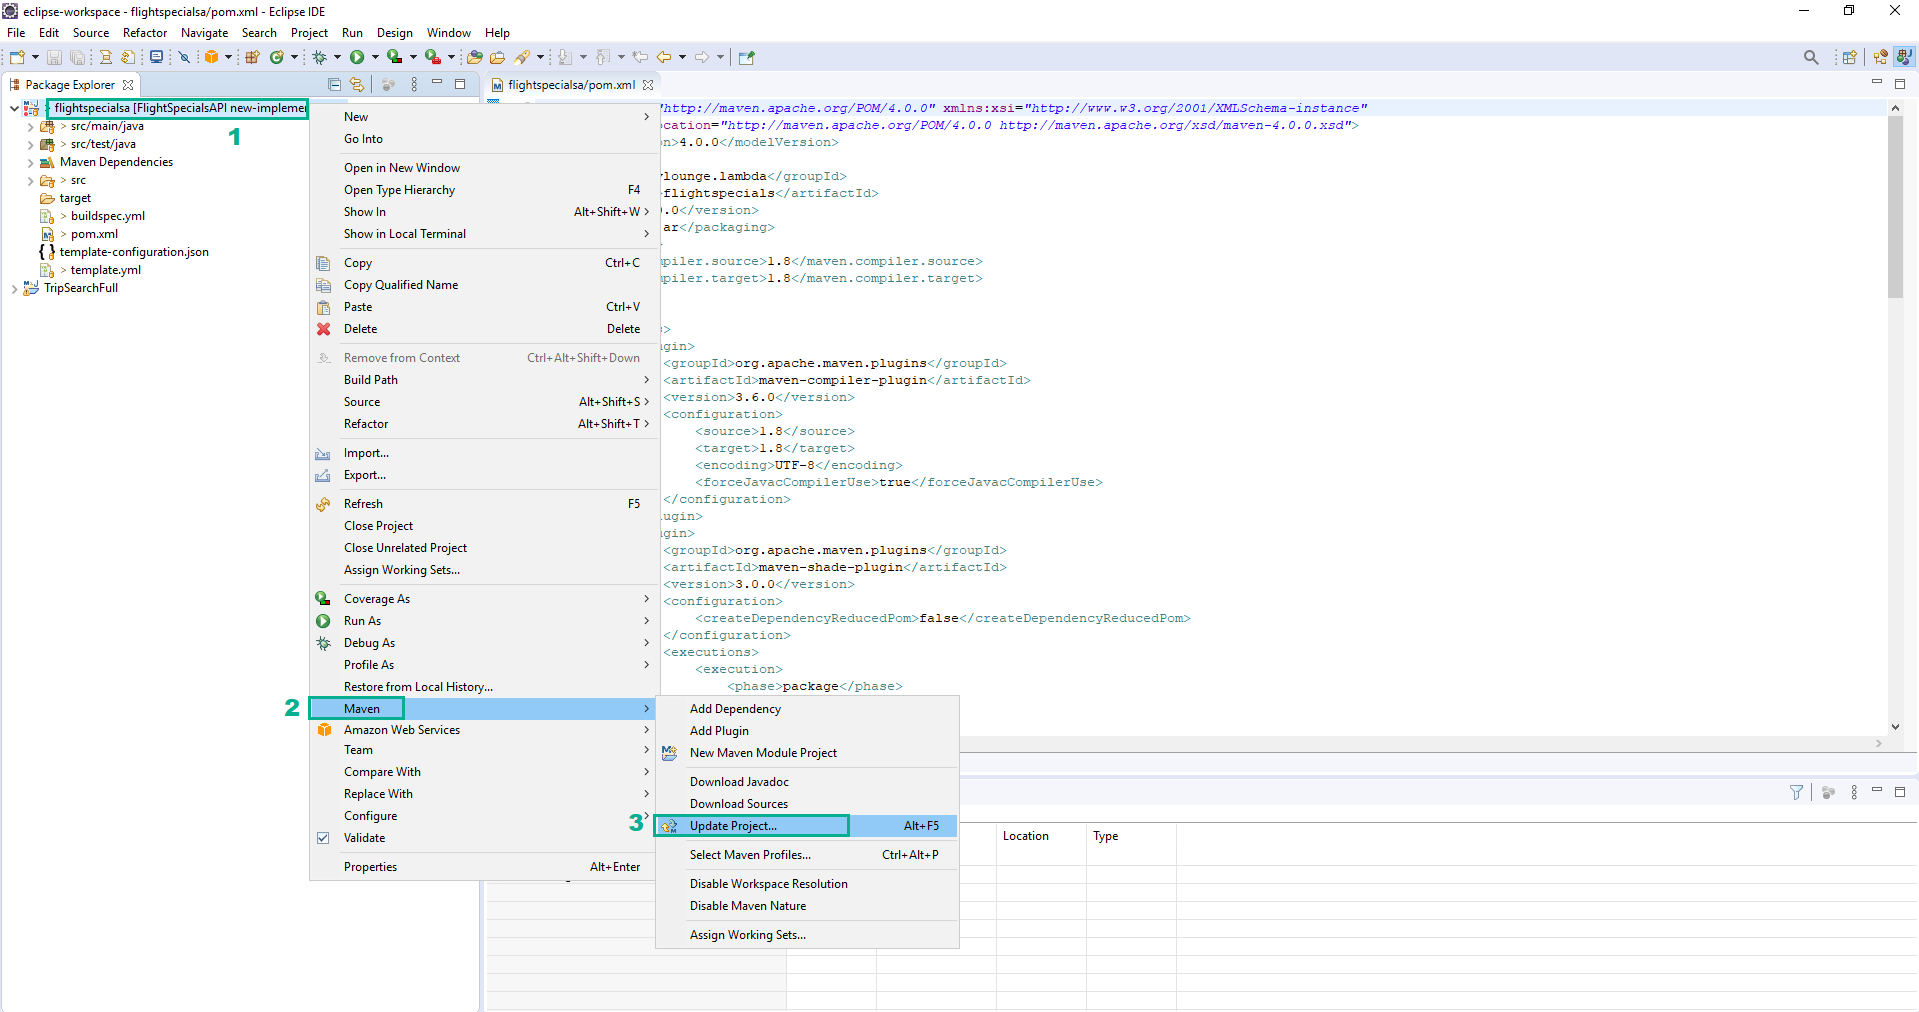 eclipse-workspace - flightspecialsa/pom.xml - Eclipse IDE
File Edit Source Refactor Navigate Search Project Run Design Window Help
Package Explorer
flightspecialsa/pom.xml
flightspecialsa [FlightSpecialsAPI new-implemen
1
> src/main/java
> src/test/java
Maven Dependencies
> src
target
> buildspec.yml
> pom.xml
template-configuration.json
> template.yml
TripSearchFull
New
Go Into
Open in New Window
Open Type Hierarchy F4
Show In Alt+Shift+W
Show in Local Terminal
Copy Ctrl+C
Copy Qualified Name
Paste Ctrl+V
Delete Delete
Remove from Context Ctrl+Alt+Shift+Down
Build Path
Source Alt+Shift+S
Refactor Alt+Shift+T
Import...
Export...
Refresh F5
Close Project
Close Unrelated Project
Assign Working Sets...
Coverage As
Run As
Debug As
Profile As
Restore from Local History...
2 Maven
Amazon Web Services
Team
Compare With
Replace With
Configure
Validate
Properties Alt+Enter
Add Dependency
Add Plugin
New Maven Module Project
Download Javadoc
Download Sources
3 Update Project... Alt+F5
Select Maven Profiles... Ctrl+Alt+P
Disable Workspace Resolution
Disable Maven Nature
Assign Working Sets...
http://maven.apache.org/POM/4.0.0" xmlns:xsi="http://www.w3.org/2001/XMLSchema-instance"
ocation="http://maven.apache.org/POM/4.0.0 http://maven.apache.org/xsd/maven-4.0.0.xsd">
n>4.0.0</modelVersion>
lounge.lambda</groupId>
flightspecials</artifactId>
.0</version>
ar</packaging>
>
piler.source>1.8</maven.compiler.source>
piler.target>1.8</maven.compiler.target>
s>
gin>
<groupId>org.apache.maven.plugins</groupId>
<artifactId>maven-compiler-plugin</artifactId>
<version>3.6.0</version>
<configuration>
<source>1.8</source>
<target>1.8</target>
<encoding>UTF-8</encoding>
<forceJavacCompilerUse>true</forceJavacCompilerUse>
</configuration>
ugin>
gin>
<groupId>org.apache.maven.plugins</groupId>
<artifactId>maven-shade-plugin</artifactId>
<version>3.0.0</version>
<configuration>
<createDependencyReducedPom>false</createDependencyReducedPom>
</configuration>
<executions>
<execution>
<phase>package</phase>
Location Type